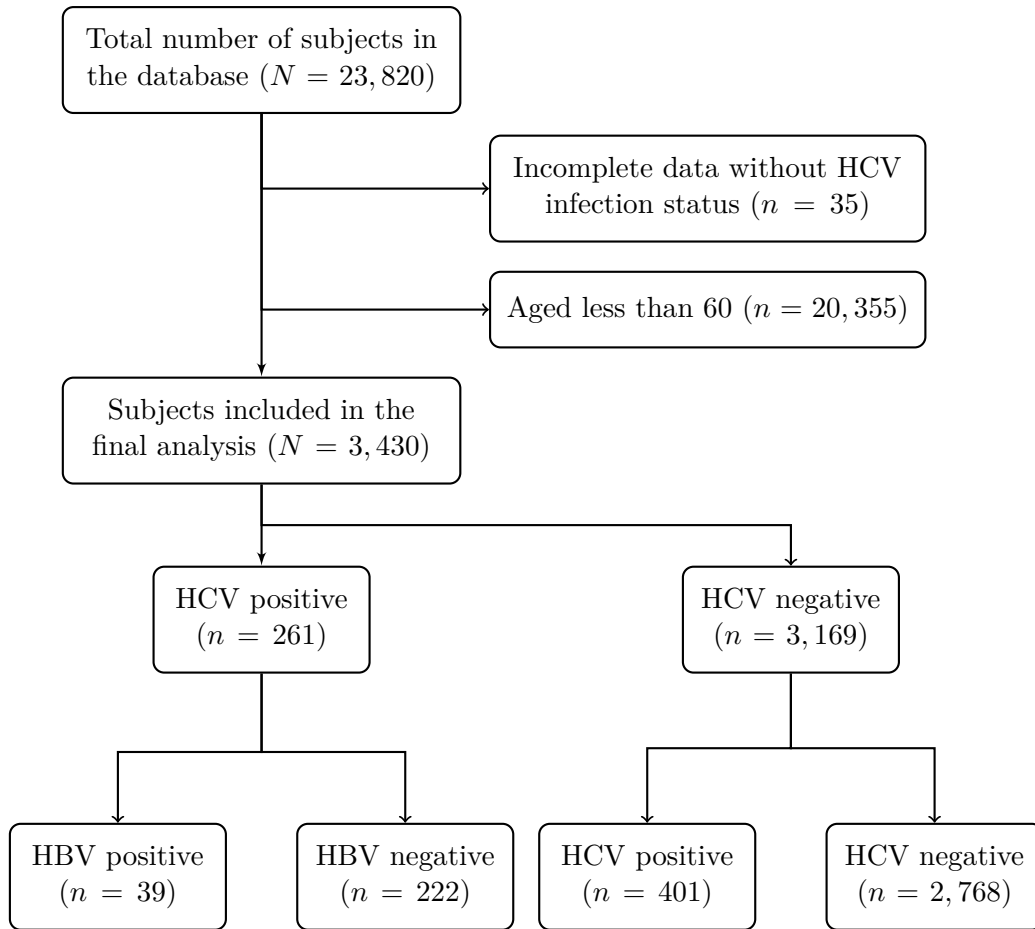 Total number of subjects in
the database (N = 23, 820)
Incomplete data without HCV
infection status (n = 35)
Aged less than 60 (n = 20, 355)
Subjects included in the
final analysis (N = 3, 430)
HCV positive
(n = 261)
HCV negative
(n = 3, 169)
HBV positive
(n = 39)
HBV negative
(n = 222)
HCV positive
(n = 401)
HCV negative
(n = 2, 768)